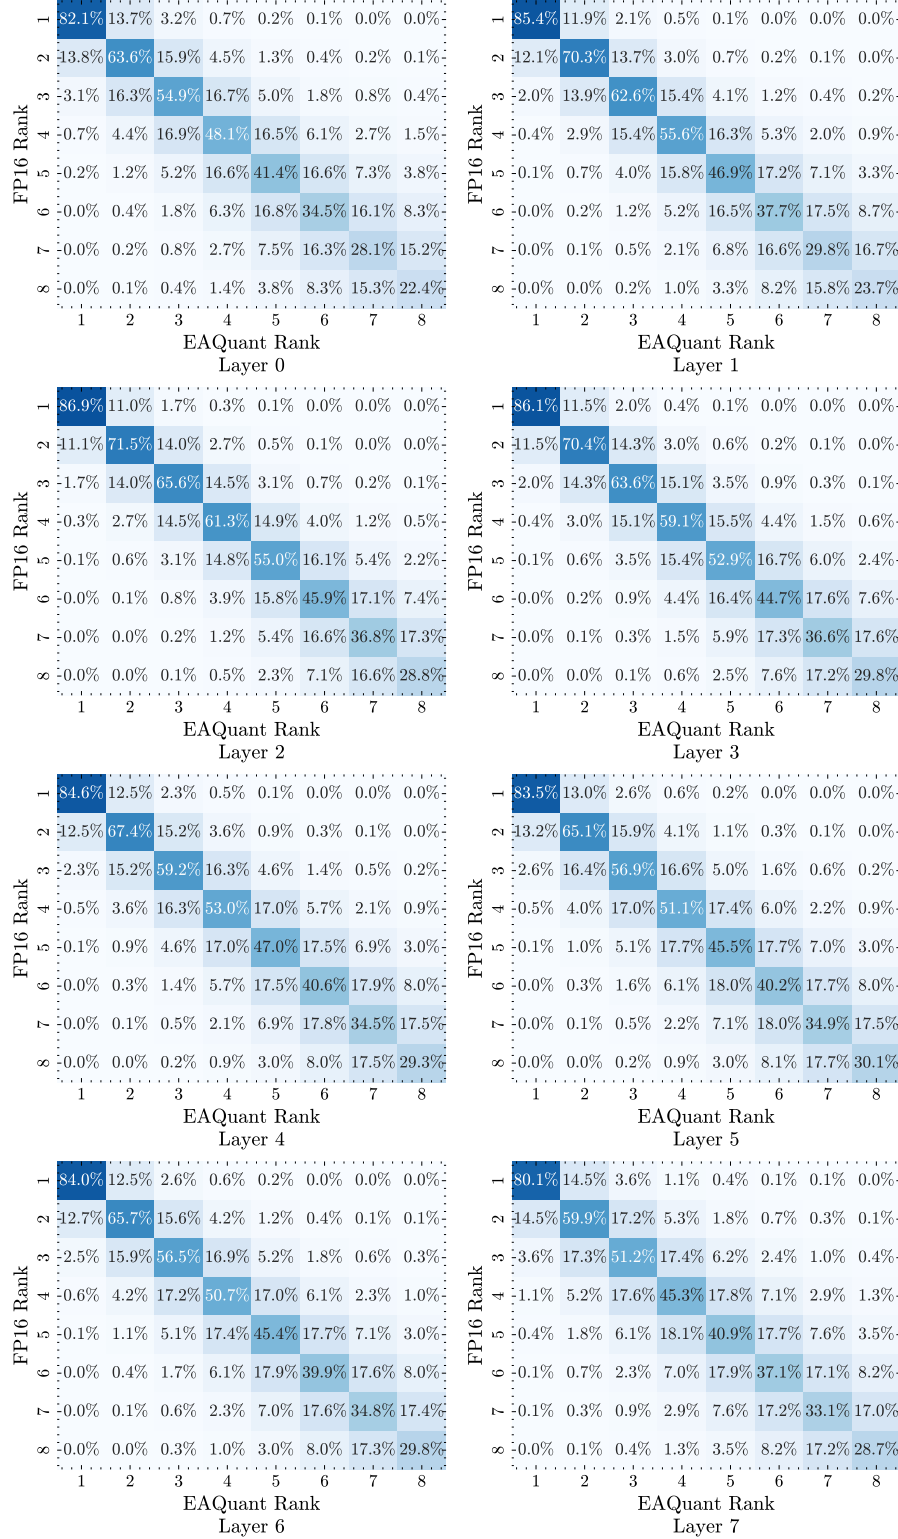 1 82.1% 13.7% 3.2% 0.7% 0.2% 0.1% 0.0% 0.0%
2 13.8% 63.6% 15.9% 4.5% 1.3% 0.4% 0.2% 0.1%
3 3.1% 16.3% 54.9% 16.7% 5.0% 1.8% 0.8% 0.4%
4 0.7% 4.4% 16.9% 48.1% 16.5% 6.1% 2.7% 1.5%
5 0.2% 1.2% 5.2% 16.6% 41.4% 16.6% 7.3% 3.8%
6 0.0% 0.4% 1.8% 6.3% 16.8% 34.5% 16.1% 8.3%
7 0.0% 0.2% 0.8% 2.7% 7.5% 16.3% 28.1% 15.2%
8 0.0% 0.1% 0.4% 1.4% 3.8% 8.3% 15.3% 22.4%
FP16 Rank
1 2 3 4 5 6 7 8
EAQuant Rank
Layer 0
1 85.4% 11.9% 2.1% 0.5% 0.1% 0.0% 0.0% 0.0%
2 12.1% 70.3% 13.7% 3.0% 0.7% 0.2% 0.1% 0.0%
3 2.0% 13.9% 62.6% 15.4% 4.1% 1.2% 0.4% 0.2%
4 0.4% 2.9% 15.4% 55.6% 16.3% 5.3% 2.0% 0.9%
5 0.1% 0.7% 4.0% 15.8% 46.9% 17.2% 7.1% 3.3%
6 0.0% 0.2% 1.2% 5.2% 16.5% 37.7% 17.5% 8.7%
7 0.0% 0.1% 0.5% 2.1% 6.8% 16.6% 29.8% 16.7%
8 0.0% 0.0% 0.2% 1.0% 3.3% 8.2% 15.8% 23.7%
FP16 Rank
1 2 3 4 5 6 7 8
EAQuant Rank
Layer 1
1 86.9% 11.0% 1.7% 0.3% 0.1% 0.0% 0.0% 0.0%
2 11.1% 71.5% 14.0% 2.7% 0.5% 0.1% 0.0% 0.0%
3 1.7% 14.0% 65.6% 14.5% 3.1% 0.7% 0.2% 0.1%
4 0.3% 2.7% 14.5% 61.3% 14.9% 4.0% 1.2% 0.5%
5 0.1% 0.6% 3.1% 14.8% 55.0% 16.1% 5.4% 2.2%
6 0.0% 0.1% 0.8% 3.9% 15.8% 45.9% 17.1% 7.4%
7 0.0% 0.0% 0.2% 1.2% 5.4% 16.6% 36.8% 17.3%
8 0.0% 0.0% 0.1% 0.5% 2.3% 7.1% 16.6% 28.8%
FP16 Rank
1 2 3 4 5 6 7 8
EAQuant Rank
Layer 2
1 86.1% 11.5% 2.0% 0.4% 0.1% 0.0% 0.0% 0.0%
2 11.5% 70.4% 14.3% 3.0% 0.6% 0.2% 0.1% 0.0%
3 2.0% 14.3% 63.6% 15.1% 3.5% 0.9% 0.3% 0.1%
4 0.4% 3.0% 15.1% 59.1% 15.5% 4.4% 1.5% 0.6%
5 0.1% 0.6% 3.5% 15.4% 52.9% 16.7% 6.0% 2.4%
6 0.0% 0.2% 0.9% 4.4% 16.4% 44.7% 17.6% 7.6%
7 0.0% 0.1% 0.3% 1.5% 5.9% 17.3% 36.6% 17.6%
8 0.0% 0.0% 0.1% 0.6% 2.5% 7.6% 17.2% 29.8%
FP16 Rank
1 2 3 4 5 6 7 8
EAQuant Rank
Layer 3
1 84.6% 12.5% 2.3% 0.5% 0.1% 0.0% 0.0% 0.0%
2 12.5% 67.4% 15.2% 3.6% 0.9% 0.3% 0.1% 0.0%
3 2.3% 15.2% 59.2% 16.3% 4.6% 1.4% 0.5% 0.2%
4 0.5% 3.6% 16.3% 53.0% 17.0% 5.7% 2.1% 0.9%
5 0.1% 0.9% 4.6% 17.0% 47.0% 17.5% 6.9% 3.0%
6 0.0% 0.3% 1.4% 5.7% 17.5% 40.6% 17.9% 8.0%
7 0.0% 0.1% 0.5% 2.1% 6.9% 17.8% 34.5% 17.5%
8 0.0% 0.0% 0.2% 0.9% 3.0% 8.0% 17.5% 29.3%
FP16 Rank
1 2 3 4 5 6 7 8
EAQuant Rank
Layer 4
1 83.5% 13.0% 2.6% 0.6% 0.2% 0.0% 0.0% 0.0%
2 13.2% 65.1% 15.9% 4.1% 1.1% 0.3% 0.1% 0.0%
3 2.6% 16.4% 56.9% 16.6% 5.0% 1.6% 0.6% 0.2%
4 0.5% 4.0% 17.0% 51.1% 17.4% 6.0% 2.2% 0.9%
5 0.1% 1.0% 5.1% 17.7% 45.5% 17.7% 7.0% 3.0%
6 0.0% 0.3% 1.6% 6.1% 18.0% 40.2% 17.7% 8.0%
7 0.0% 0.1% 0.5% 2.2% 7.1% 18.0% 34.9% 17.5%
8 0.0% 0.0% 0.2% 0.9% 3.0% 8.1% 17.7% 30.1%
FP16 Rank
1 2 3 4 5 6 7 8
EAQuant Rank
Layer 5
1 84.0% 12.5% 2.6% 0.6% 0.2% 0.0% 0.0% 0.0%
2 12.7% 65.7% 15.6% 4.2% 1.2% 0.4% 0.1% 0.1%
3 2.5% 15.9% 56.5% 16.9% 5.2% 1.8% 0.6% 0.3%
4 0.6% 4.2% 17.2% 50.7% 17.0% 6.1% 2.3% 1.0%
5 0.1% 1.1% 5.1% 17.4% 45.4% 17.7% 7.1% 3.0%
6 0.0% 0.4% 1.7% 6.1% 17.9% 39.9% 17.6% 8.0%
7 0.0% 0.1% 0.6% 2.3% 7.0% 17.6% 34.8% 17.4%
8 0.0% 0.0% 0.3% 1.0% 3.0% 8.0% 17.3% 29.8%
FP16 Rank
1 2 3 4 5 6 7 8
EAQuant Rank
Layer 6
1 80.1% 14.5% 3.6% 1.1% 0.4% 0.1% 0.1% 0.0%
2 14.5% 59.9% 17.2% 5.3% 1.8% 0.7% 0.3% 0.1%
3 3.6% 17.3% 51.2% 17.4% 6.2% 2.4% 1.0% 0.4%
4 1.1% 5.2% 17.6% 45.3% 17.8% 7.1% 2.9% 1.3%
5 0.4% 1.8% 6.1% 18.1% 40.9% 17.7% 7.6% 3.5%
6 0.1% 0.7% 2.3% 7.0% 17.9% 37.1% 17.1% 8.2%
7 0.1% 0.3% 0.9% 2.9% 7.6% 17.2% 33.1% 17.0%
8 0.0% 0.1% 0.4% 1.3% 3.5% 8.2% 17.2% 28.7%
FP16 Rank
1 2 3 4 5 6 7 8
EAQuant Rank
Layer 7